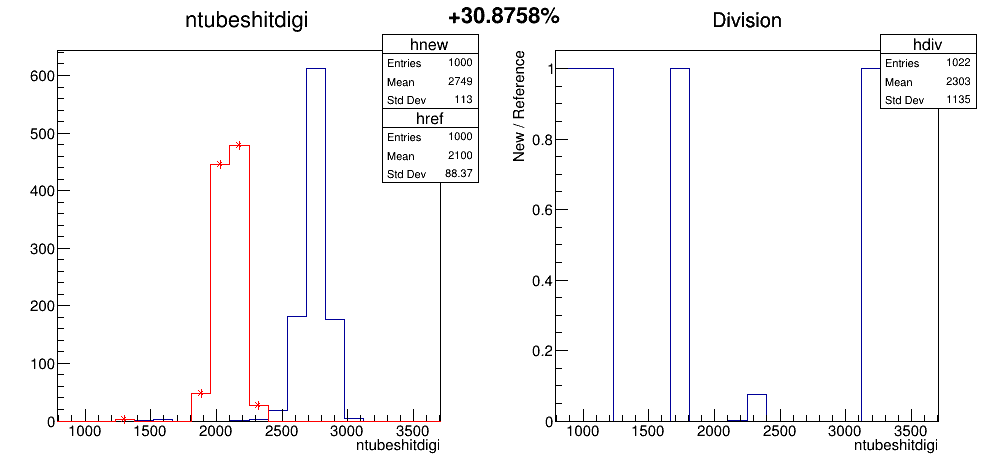 +30.8758%
ntubeshitdigi
hnew
Entries 1000
Mean 2749
Std Dev 113
href
Entries 1000
Mean 2100
Std Dev 88.37
600
500
400
300
200
100
0
1000 1500 2000 2500 3000 3500
ntubeshitdigi
Division
hdiv
Entries 1022
Mean 2303
Std Dev 1135
New / Reference
1
0.8
0.6
0.4
0.2
0
1000 1500 2000 2500 3000 3500
ntubeshitdigi